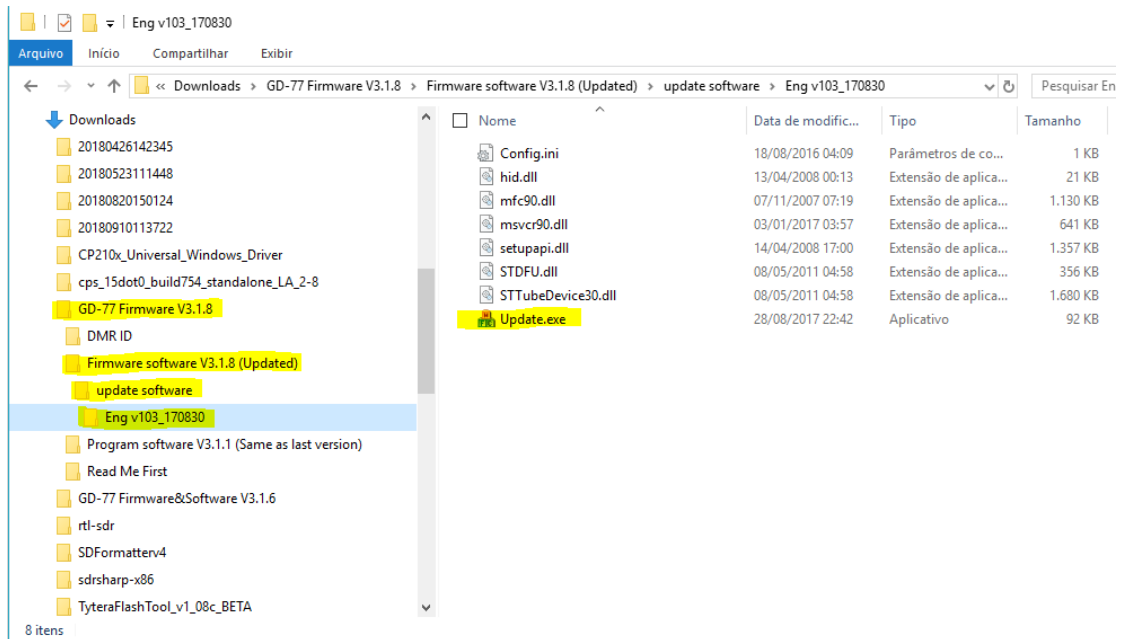 Eng v103_170830
Arquivo Início Compartilhar Exibir
« Downloads > GD-77 Firmware V3.1.8 > Firmware software V3.1.8 (Updated) > update software > Eng v103_170830 Pesquisar En
Downloads
20180426142345
20180523111448
20180820150124
20180910113722
CP210x_Universal_Windows_Driver
cps_15dot0_build754_standalone_LA_2-8
GD-77 Firmware V3.1.8
DMR ID
Firmware software V3.1.8 (Updated)
update software
Eng v103_170830
Program software V3.1.1 (Same as last version)
Read Me First
GD-77 Firmware&Software V3.1.6
rtl-sdr
SDFormatterv4
sdrsharp-x86
TyteraFlashTool_v1_08c_BETA
Nome Data de modific... Tipo Tamanho
Config.ini 18/08/2016 04:09 Parâmetros de co... 1 KB
hid.dll 13/04/2008 00:13 Extensão de aplica... 21 KB
mfc90.dll 07/11/2007 07:19 Extensão de aplica... 1.130 KB
msvcr90.dll 03/01/2017 03:57 Extensão de aplica... 641 KB
setupapi.dll 14/04/2008 17:00 Extensão de aplica... 1.357 KB
STDFU.dll 08/05/2011 04:58 Extensão de aplica... 356 KB
STTubeDevice30.dll 08/05/2011 04:58 Extensão de aplica... 1.680 KB
Update.exe 28/08/2017 22:42 Aplicativo 92 KB
8 itens